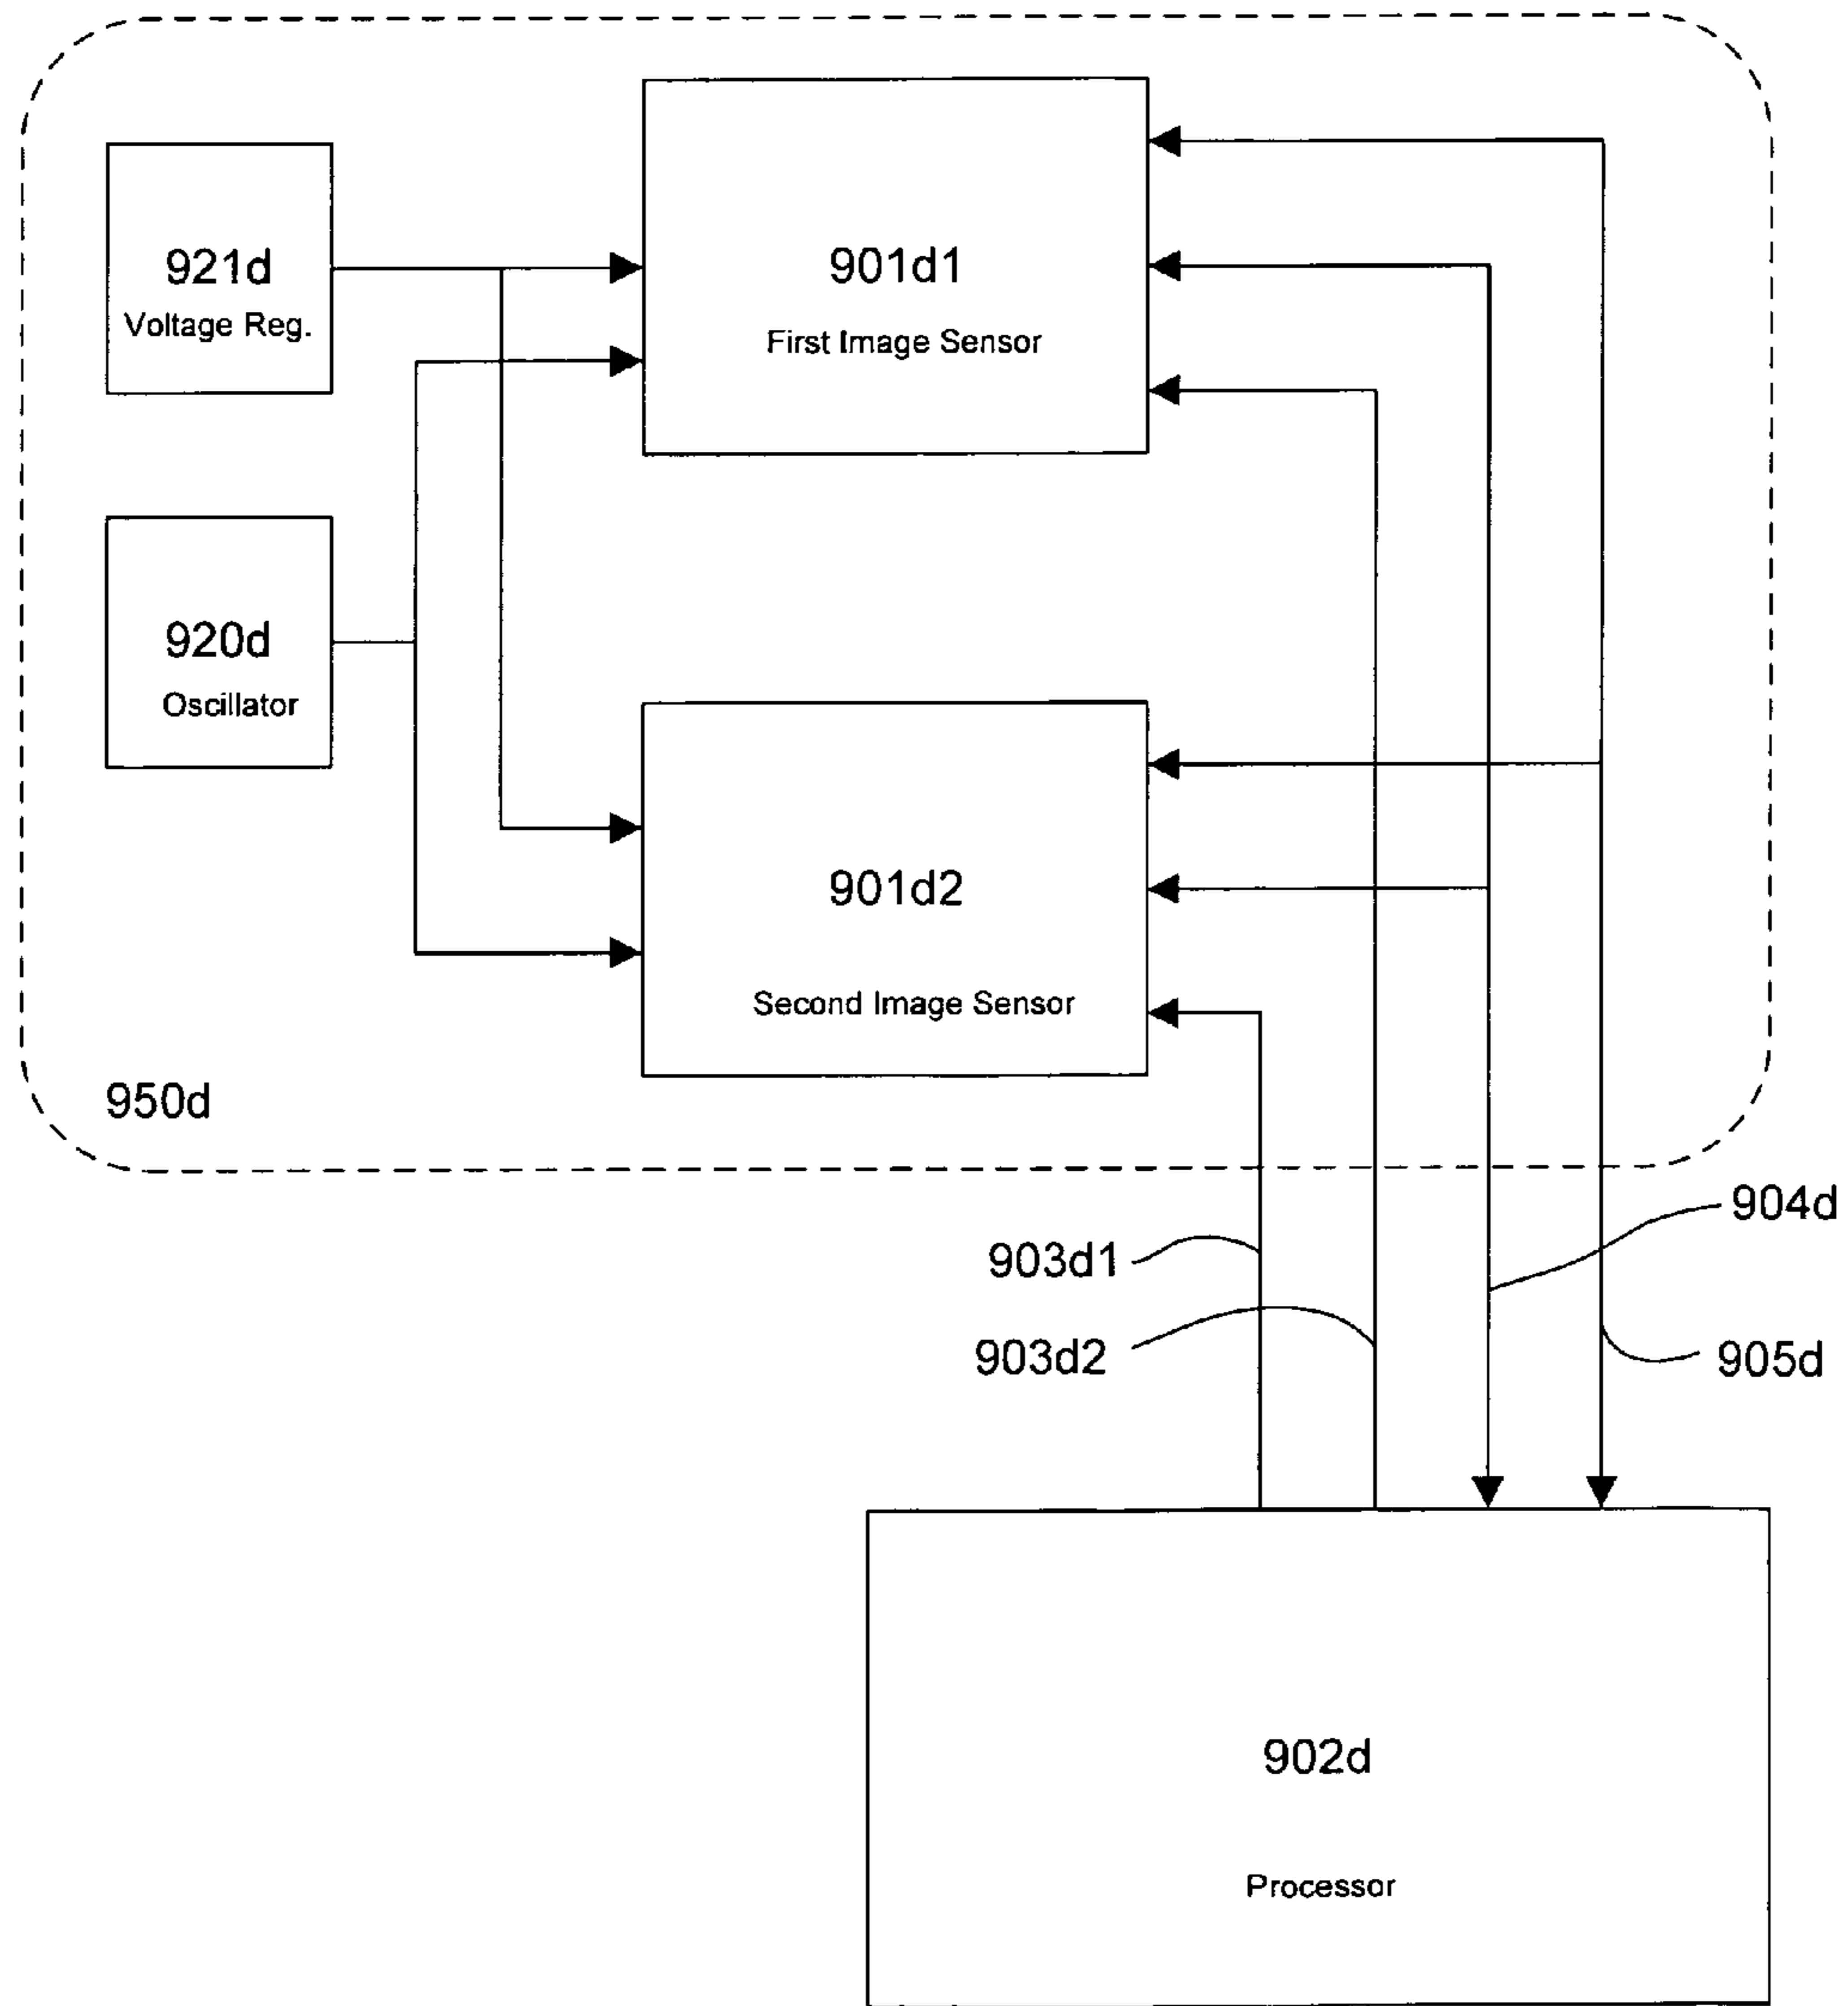 921d
Voltage Reg.
901d1
First Image Sensor
920d
Oscillator
901d2
Second Image Sensor
950d
904d
903d1
903d2
905d
902d
Processor